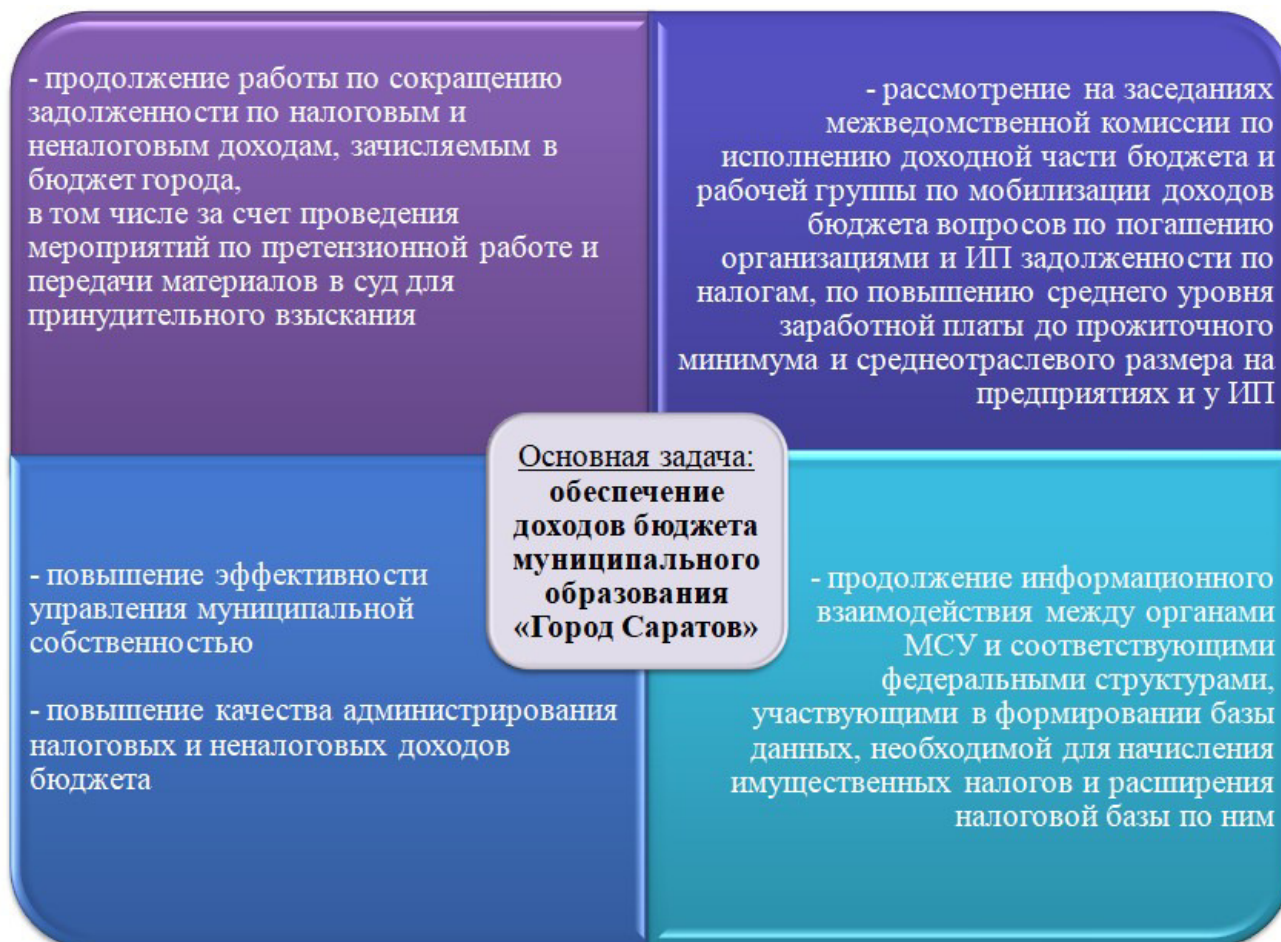 - продолжение работы по сокращению
задолженности по налоговым и
неналоговым доходам, зачисляемым в
бюджет города,
в том числе за счет проведения
мероприятий по претензионной работе и
передачи материалов в суд для
принудительного взыскания
- рассмотрение на заседаниях
межведомственной комиссии по
исполнению доходной части бюджета и
рабочей группы по мобилизации доходов
бюджета вопросов по погашению
организациями и ИП задолженности по
налогам, по повышению среднего уровня
заработной платы до прожиточного
минимума и среднеотраслевого размера на
предприятиях и у ИП
Основная задача:
обеспечение
доходов бюджета
муниципального
образования
«Город Саратов»
- повышение эффективности
управления муниципальной
собственностью
- повышение качества администрирования
налоговых и неналоговых доходов
бюджета
- продолжение информационного
взаимодействия между органами
МСУ и соответствующими
федеральными структурами,
участвующими в формировании базы
данных, необходимой для начисления
имущественных налогов и расширения
налоговой базы по ним